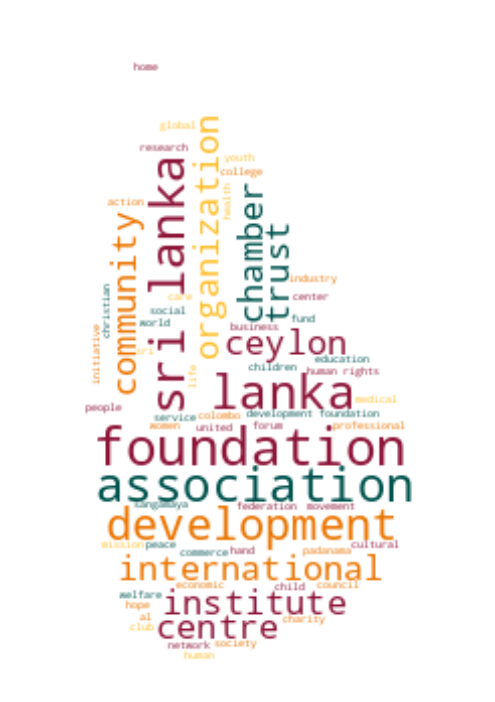 home
global
organization
research
youth
sri lanka
college
chamber
health
action
community
trust
industry
christian
care
center
social
fund
world
initiative
business
ceylon
sri
education
children
human rights
life
lanka
medical
people
service
colombo
development foundation
women
united
forum
professional
foundation
association
sangamaya
federation
movement
development
mission
peace
cultural
commerce
hand
padanama
international
economic
child
council
welfare
institute
hope
al
charity
club
centre
network
society
human